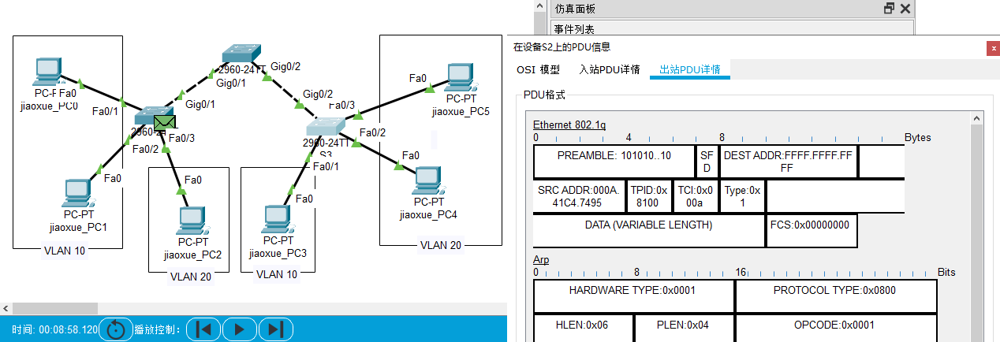 仿真面板
事件列表
在设备S2上的PDU信息
OSI 模型 入站PDU详情 出站PDU详情
PDU格式
Ethernet 802.1q
0 4 8 Bytes
PREAMBLE: 101010..10
SFD
DEST ADDR:FFFF.FFFF.FFFF
SRC ADDR:000A.41C4.7495
TPID:0x8100
TCI:0x000a
Type:0x1
DATA (VARIABLE LENGTH)
FCS:0x00000000
Arp
0 8 16 Bits
HARDWARE TYPE:0x0001
PROTOCOL TYPE:0x0800
HLEN:0x06
PLEN:0x04
OPCODE:0x0001
2960-24TT
Gig0/2
Gig0/1
Gig0/1
Gig0/2
Fa0/3
Fa0
PC-PT
jiaoxue_PC5
Fa0
jiaoxue_PC0
Fa0/1
Fa0/3
Fa0/2
2960-24TT
S3
Fa0/2
Fa0/1
Fa0
Fa0
PC-PT
jiaoxue_PC1
Fa0
PC-PT
jiaoxue_PC2
Fa0
PC-PT
jiaoxue_PC3
Fa0
PC-PT
jiaoxue_PC4
VLAN 10
VLAN 20
VLAN 10
VLAN 20
时间: 00:08:58.120
播放控制: